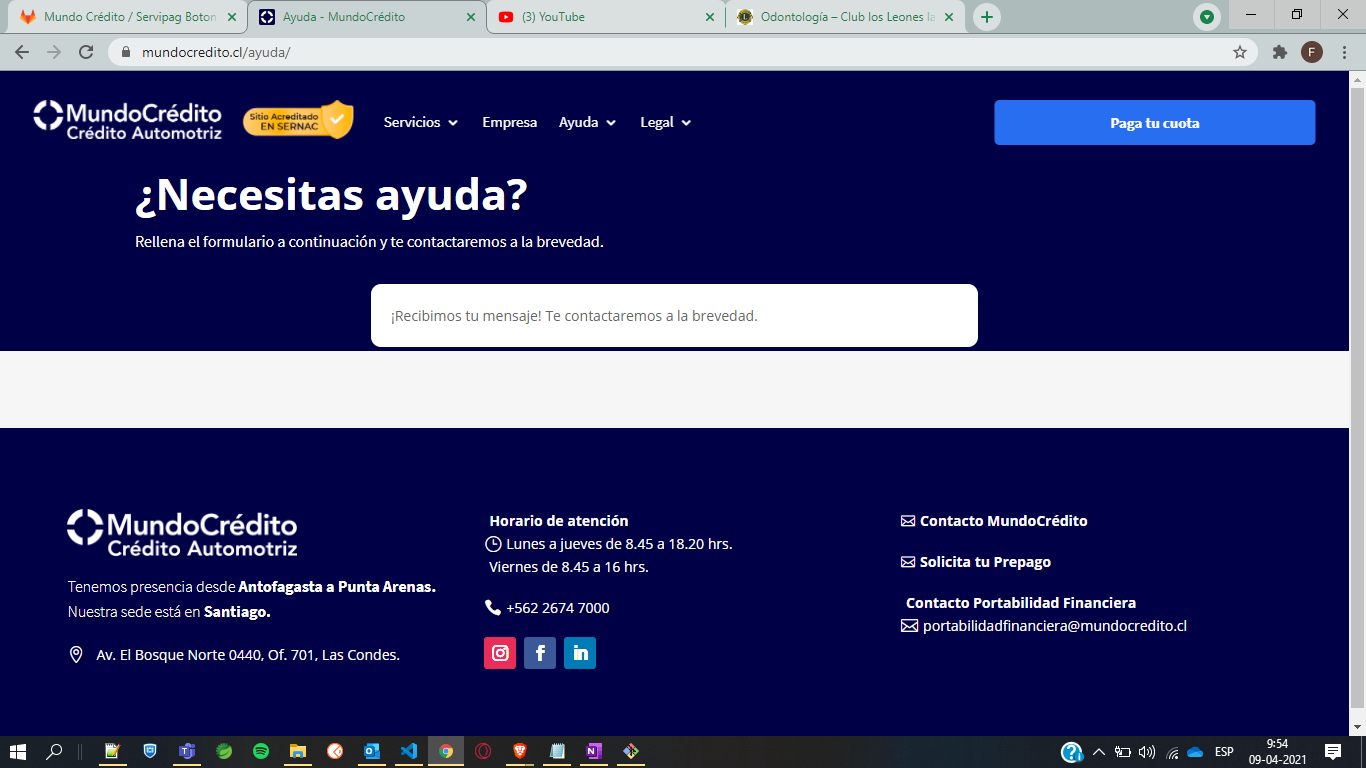 Mundo Crédito / Servipag Boton
Ayuda - MundoCrédito
(3) YouTube
Odontología – Club los Leones la
mundocredito.cl/ayuda/
F
MundoCrédito
Crédito Automotriz
Sitio Acreditado
EN SERNAC
Servicios
Empresa
Ayuda
Legal
Paga tu cuota
¿Necesitas ayuda?
Rellena el formulario a continuación y te contactaremos a la brevedad.
¡Recibimos tu mensaje! Te contactaremos a la brevedad.
MundoCrédito
Crédito Automotriz
Tenemos presencia desde Antofagasta a Punta Arenas.
Nuestra sede está en Santiago.
Av. El Bosque Norte 0440, Of. 701, Las Condes.
Horario de atención
Lunes a jueves de 8.45 a 18.20 hrs.
Viernes de 8.45 a 16 hrs.
+562 2674 7000
Contacto MundoCrédito
Solicita tu Prepago
Contacto Portabilidad Financiera
portabilidadfinanciera@mundocredito.cl
ESP
9:54
09-04-2021